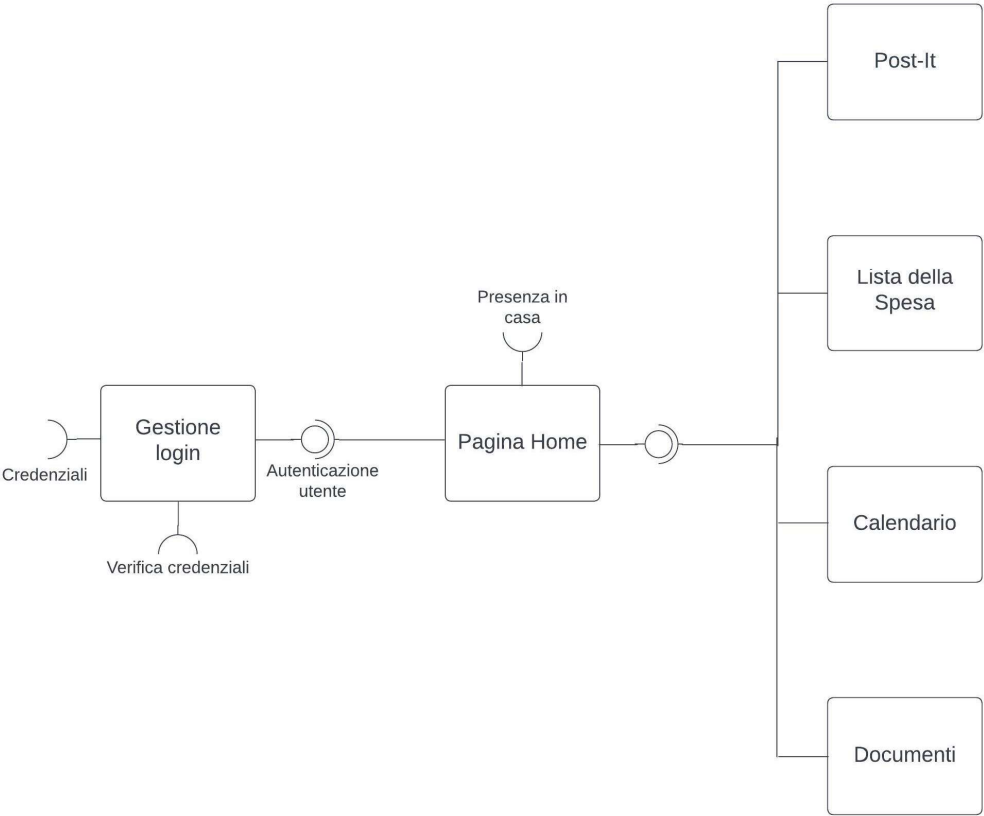 Post-It
Lista della
Spesa
Presenza in
casa
Gestione
login
Pagina Home
Credenziali
Autenticazione
utente
Verifica credenziali
Calendario
Documenti